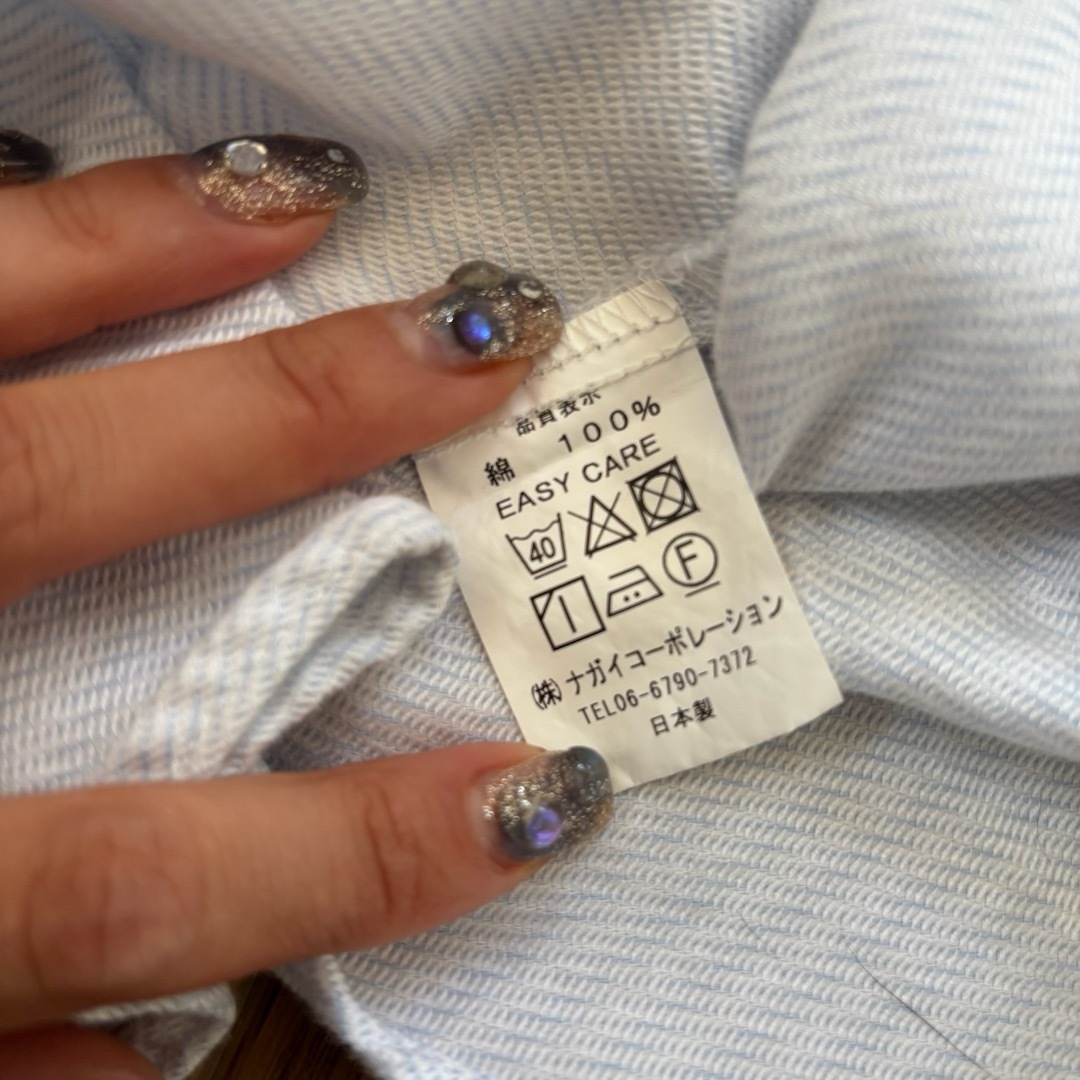 品質表示
綿 100%
EASY CARE
40
F
㈱ナガイコーポレーション
TEL06-6790-7372
日本製